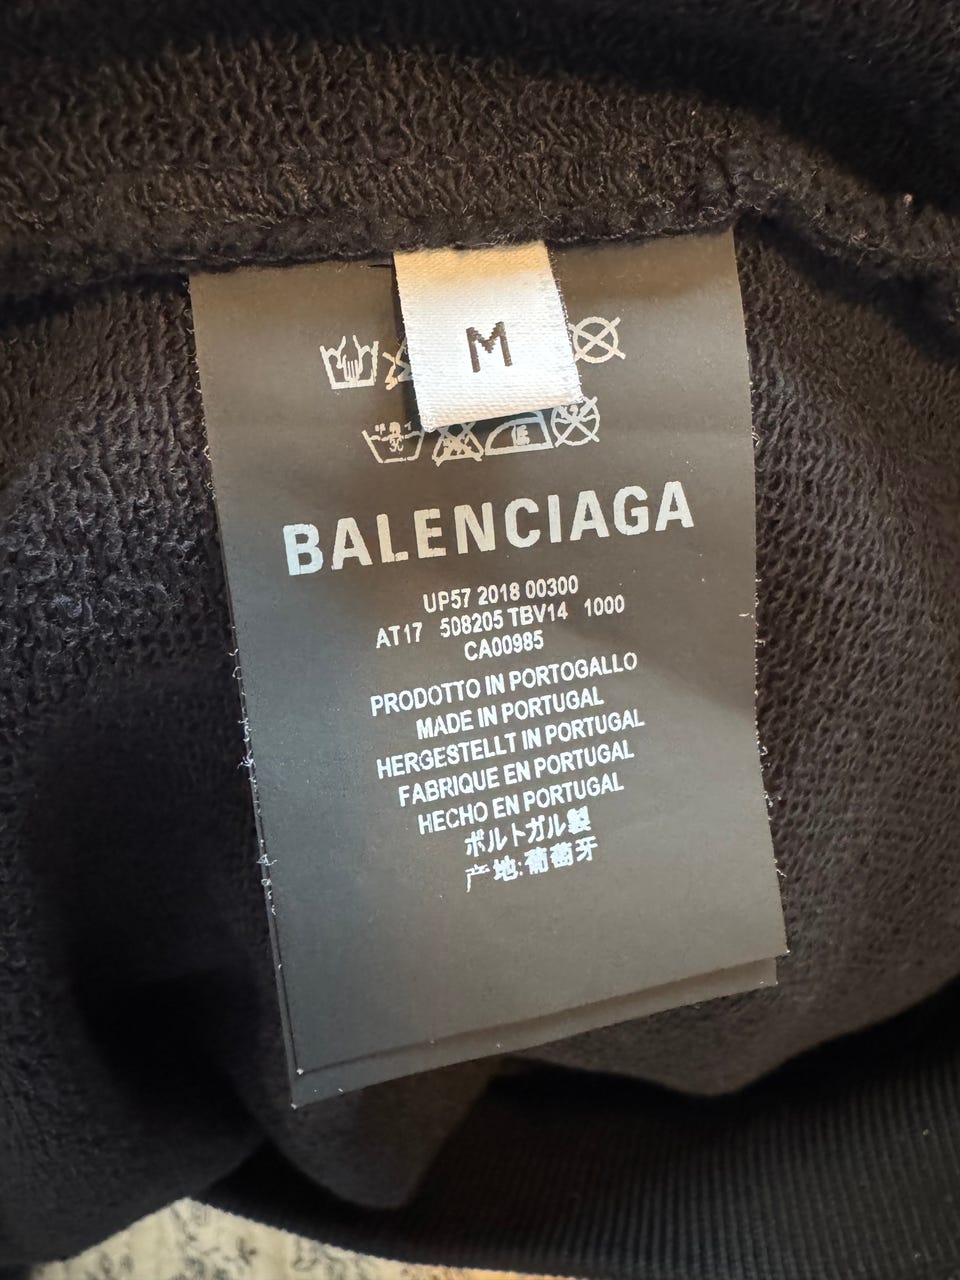 M
BALENCIAGA
UP57 2018 00300
AT17 508205 TBV14 1000
CA00985
PRODOTTO IN PORTOGALLO
MADE IN PORTUGAL
HERGESTELLT IN PORTUGAL
FABRIQUE EN PORTUGAL
HECHO EN PORTUGAL
ポルトガル製
产地:葡萄牙